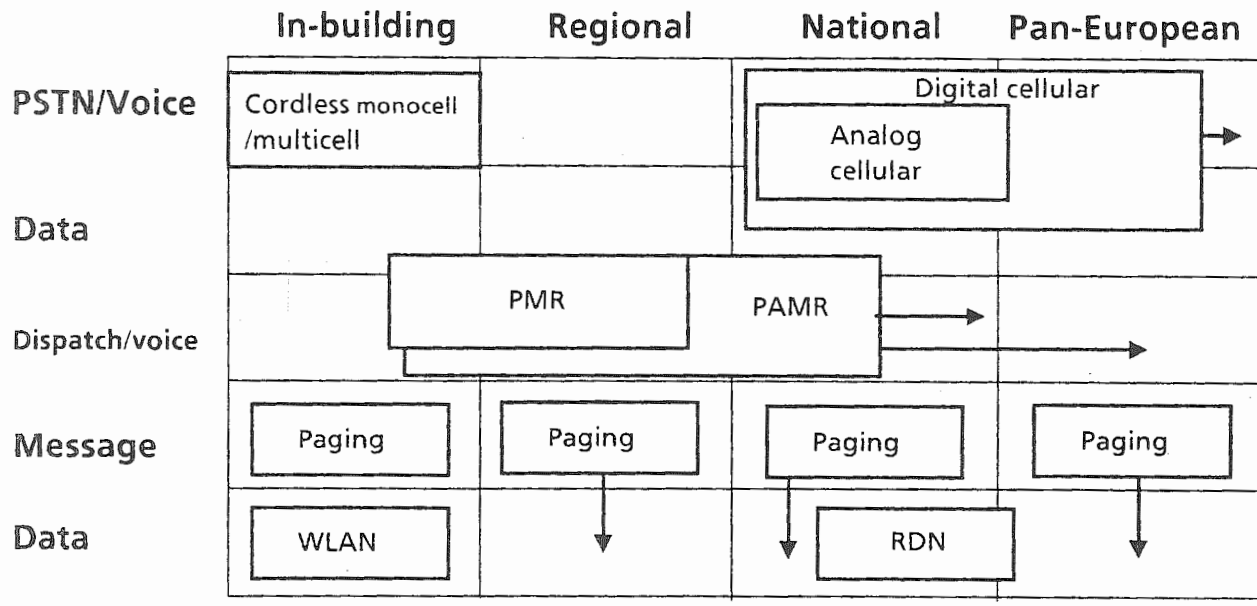 In-building Regional National Pan-European
PSTN/Voice
Cordless monocell
/multicell
Digital cellular
Analog
cellular
Data
PMR
PAMR
Dispatch/voice
Message
Paging
Paging
Paging
Paging
Data
WLAN
RDN